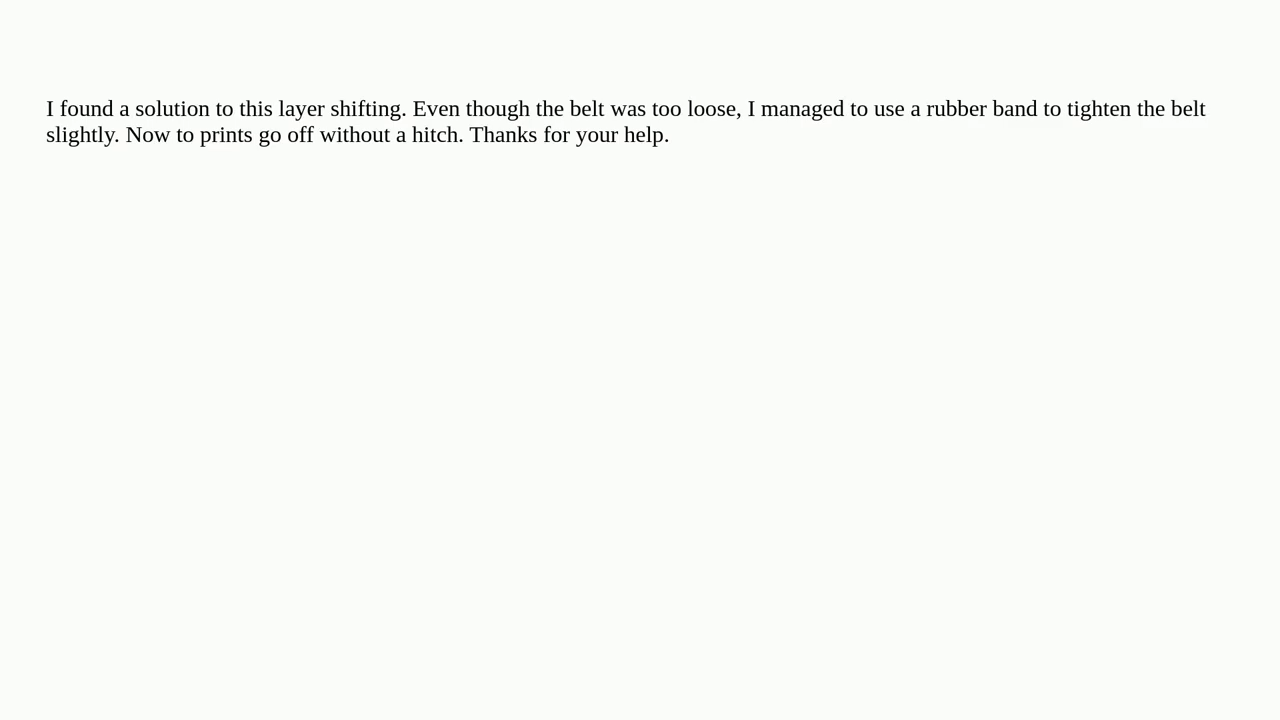 I found a solution to this layer shifting. Even though the belt was too loose, I managed to use a rubber band to tighten the belt
slightly. Now to prints go off without a hitch. Thanks for your help.